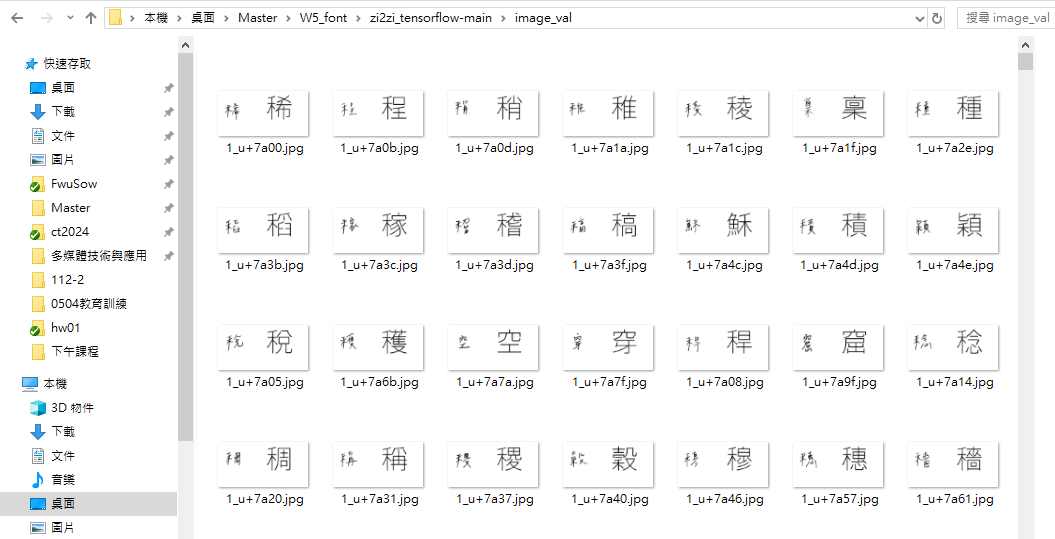 本機 > 桌面 > Master > W5_font > zi2zi_tensorflow-main > image_val
搜尋 image_val
快速存取
桌面
下載
文件
圖片
FwuSow
Master
ct2024
多媒體技術與應用
112-2
0504教育訓練
hw01
下午課程
本機
3D 物件
下載
文件
音樂
桌面
圖片
稀 稀 程 程 稍 稍 稚 稚 稜 稜 稟 稟 種 種
1_u+7a00.jpg 1_u+7a0b.jpg 1_u+7a0d.jpg 1_u+7a1a.jpg 1_u+7a1c.jpg 1_u+7a1f.jpg 1_u+7a2e.jpg
稻 稻 稼 稼 稽 稽 稿 稿 穌 穌 積 積 穎 穎
1_u+7a3b.jpg 1_u+7a3c.jpg 1_u+7a3d.jpg 1_u+7a3f.jpg 1_u+7a4c.jpg 1_u+7a4d.jpg 1_u+7a4e.jpg
稅 稅 穫 穫 空 空 穿 穿 稈 稈 窟 窟 稔 稔
1_u+7a05.jpg 1_u+7a6b.jpg 1_u+7a7a.jpg 1_u+7a7f.jpg 1_u+7a08.jpg 1_u+7a9f.jpg 1_u+7a14.jpg
稠 稠 稱 稱 稷 稷 穀 穀 穆 穆 穗 穗 穡 穡
1_u+7a20.jpg 1_u+7a31.jpg 1_u+7a37.jpg 1_u+7a40.jpg 1_u+7a46.jpg 1_u+7a57.jpg 1_u+7a61.jpg